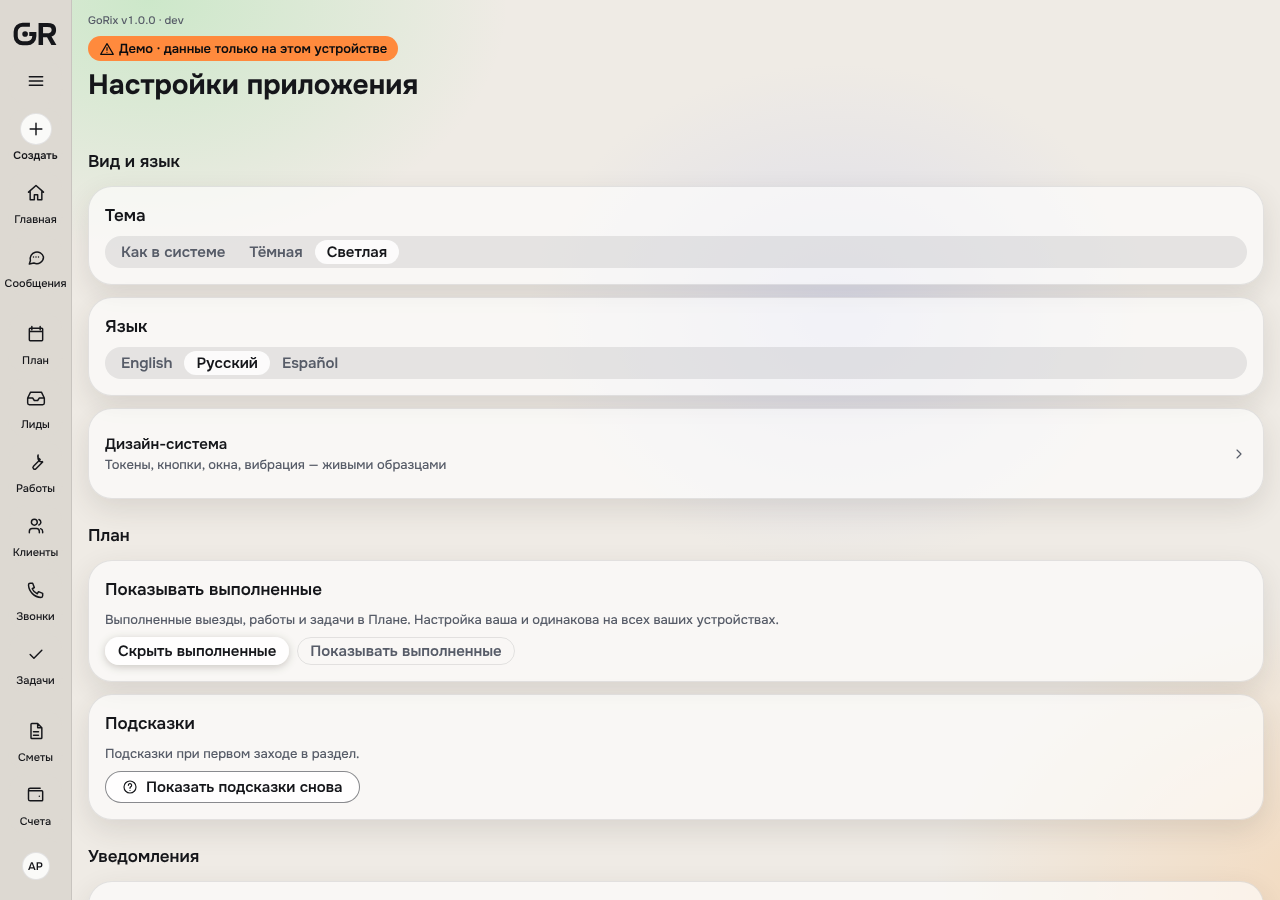 GR
Создать
Главная
Сообщения
План
Лиды
Работы
Клиенты
Звонки
Задачи
Сметы
Счета
AP
GoRix v1.0.0 · dev
Демо · данные только на этом устройстве
Настройки приложения
Вид и язык
Тема
Как в системе Тёмная Светлая
Язык
English Русский Español
Дизайн-система
Токены, кнопки, окна, вибрация — живыми образцами
План
Показывать выполненные
Выполненные выезды, работы и задачи в Плане. Настройка ваша и одинакова на всех ваших устройствах.
Скрыть выполненные Показывать выполненные
Подсказки
Подсказки при первом заходе в раздел.
Показать подсказки снова
Уведомления